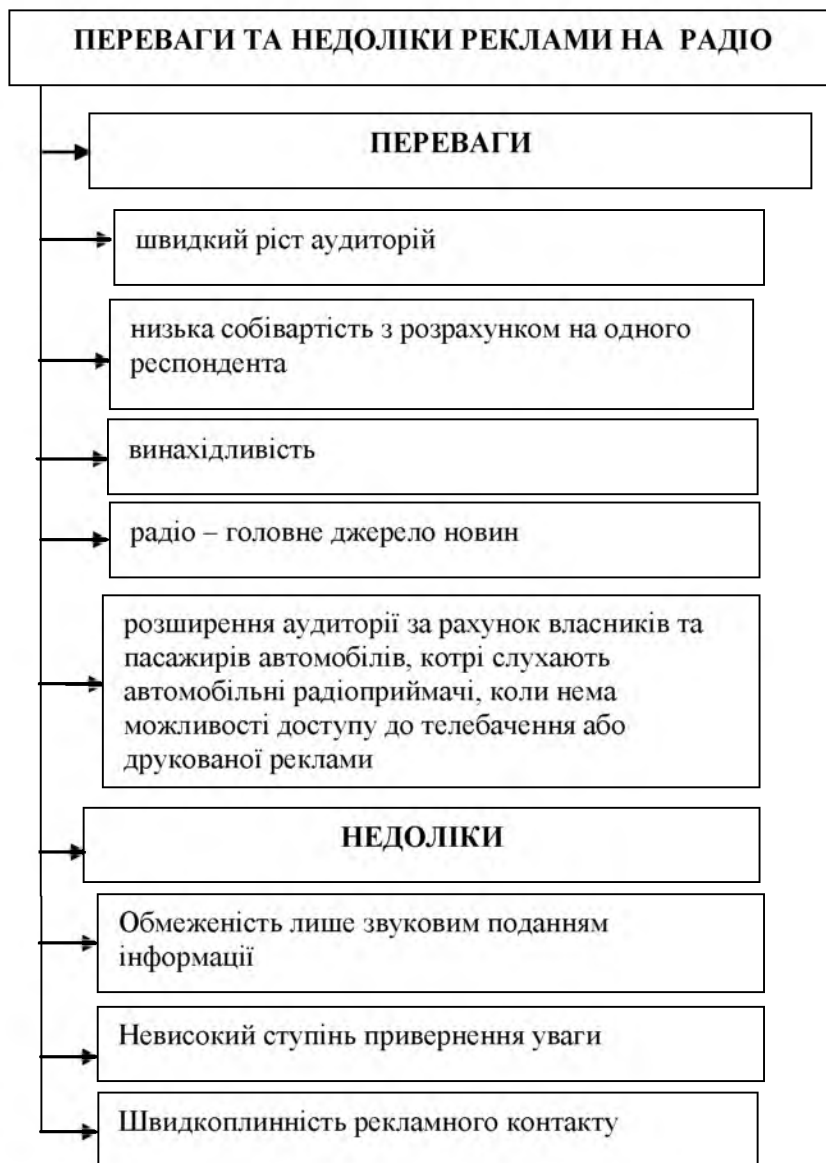 ПЕРЕВАГИ ТА НЕДОЛІКИ РЕКЛАМИ НА РАДІО
ПЕРЕВАГИ
швидкий ріст аудиторій
низька собівартість з розрахунком на одного
респондента
винахідливість
радіо – головне джерело новин
розширення аудиторії за рахунок власників та
пасажирів автомобілів, котрі слухають
автомобільні радіоприймачі, коли нема
можливості доступу до телебачення або
друкованої реклами
НЕДОЛІКИ
Обмеженість лише звуковим поданням
інформації
Невисокий ступінь привернення уваги
Швидкоплинність рекламного контакту